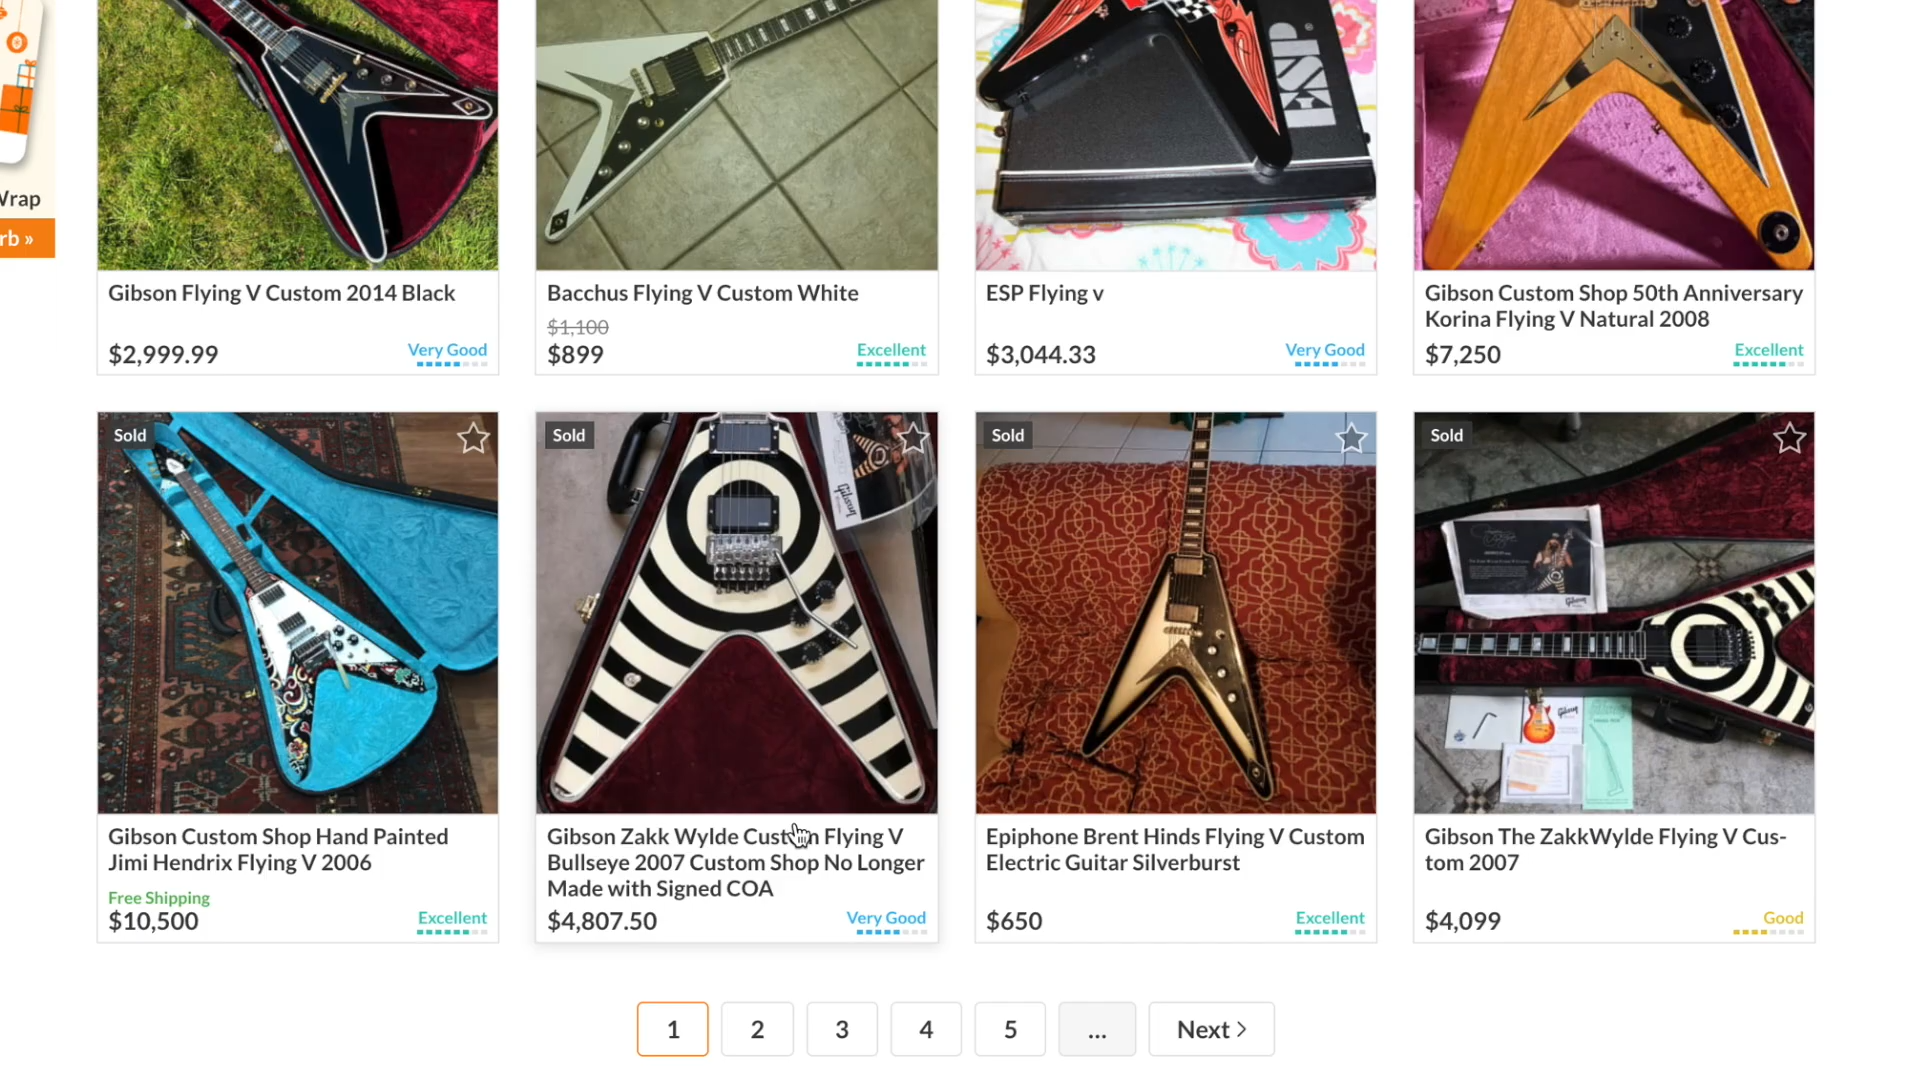 Wrap
rb »
ESP
Gibson Flying V Custom 2014 Black
$2,999.99
Very Good
Bacchus Flying V Custom White
$1,100
$899
Excellent
ESP Flying v
$3,044.33
Very Good
Gibson Custom Shop 50th Anniversary
Korina Flying V Natural 2008
$7,250
Excellent
Sold
Sold
Gibson
Sold
Sold
Gibson
Gibson Custom Shop Hand Painted
Jimi Hendrix Flying V 2006
Free Shipping
$10,500
Excellent
Gibson Zakk Wylde Custom Flying V
Bullseye 2007 Custom Shop No Longer
Made with Signed COA
$4,807.50
Very Good
Epiphone Brent Hinds Flying V Custom
Electric Guitar Silverburst
$650
Excellent
Gibson The ZakkWylde Flying V Cus-
tom 2007
$4,099
Good
1
2
3
4
5
...
Next >